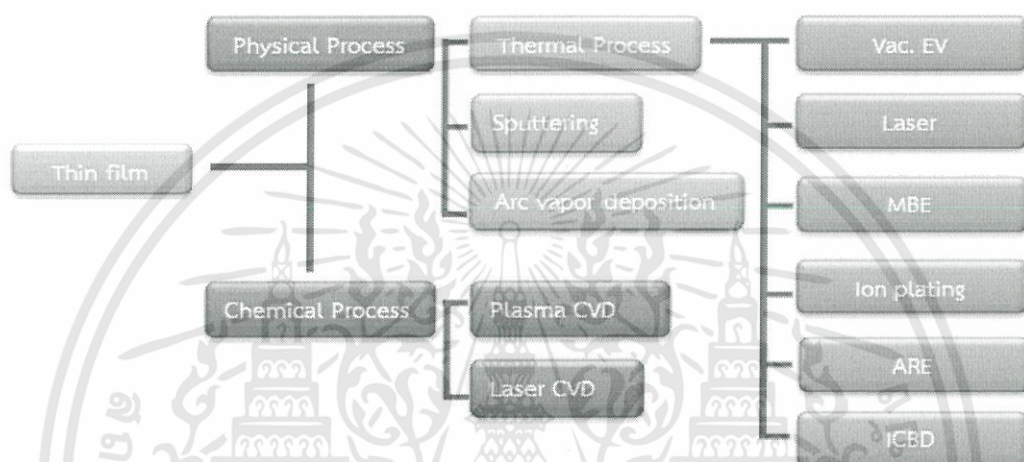 Thin film
Physical Process
Chemical Process
Thermal Process
Sputtering
Arc vapor deposition
Plasma CVD
Laser CVD
Vac. EV
Laser
MBE
Ion plating
ARE
ICBD